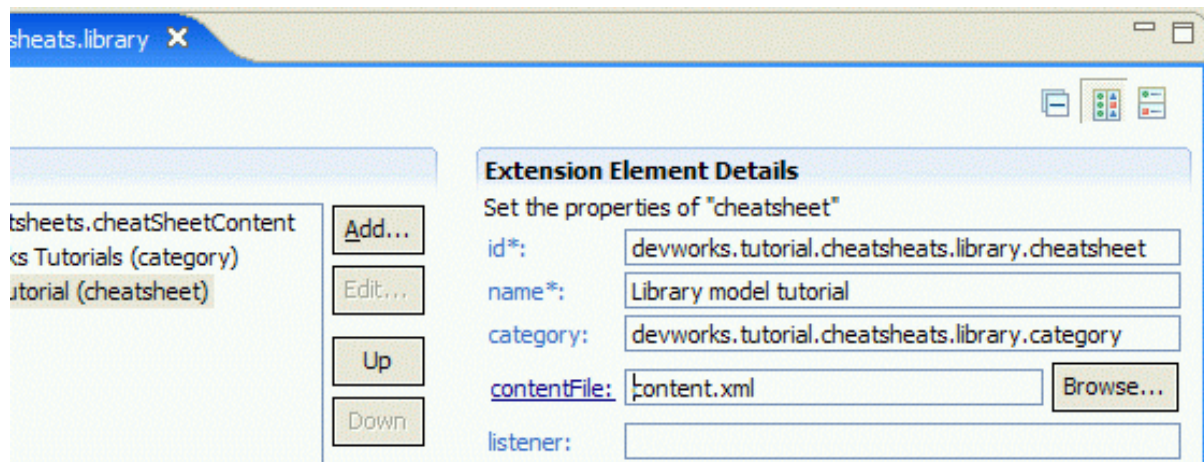 sheats.library
Extension Element Details
Set the properties of "cheatsheet"
tsheets.cheatSheetContent
Add...
id*: devworks.tutorial.cheatsheats.library.cheatsheet
ks Tutorials (category)
utorial (cheatsheet)
Edit...
name*: Library model tutorial
category: devworks.tutorial.cheatsheats.library.category
Up
contentFile: content.xml
Browse...
Down
listener: